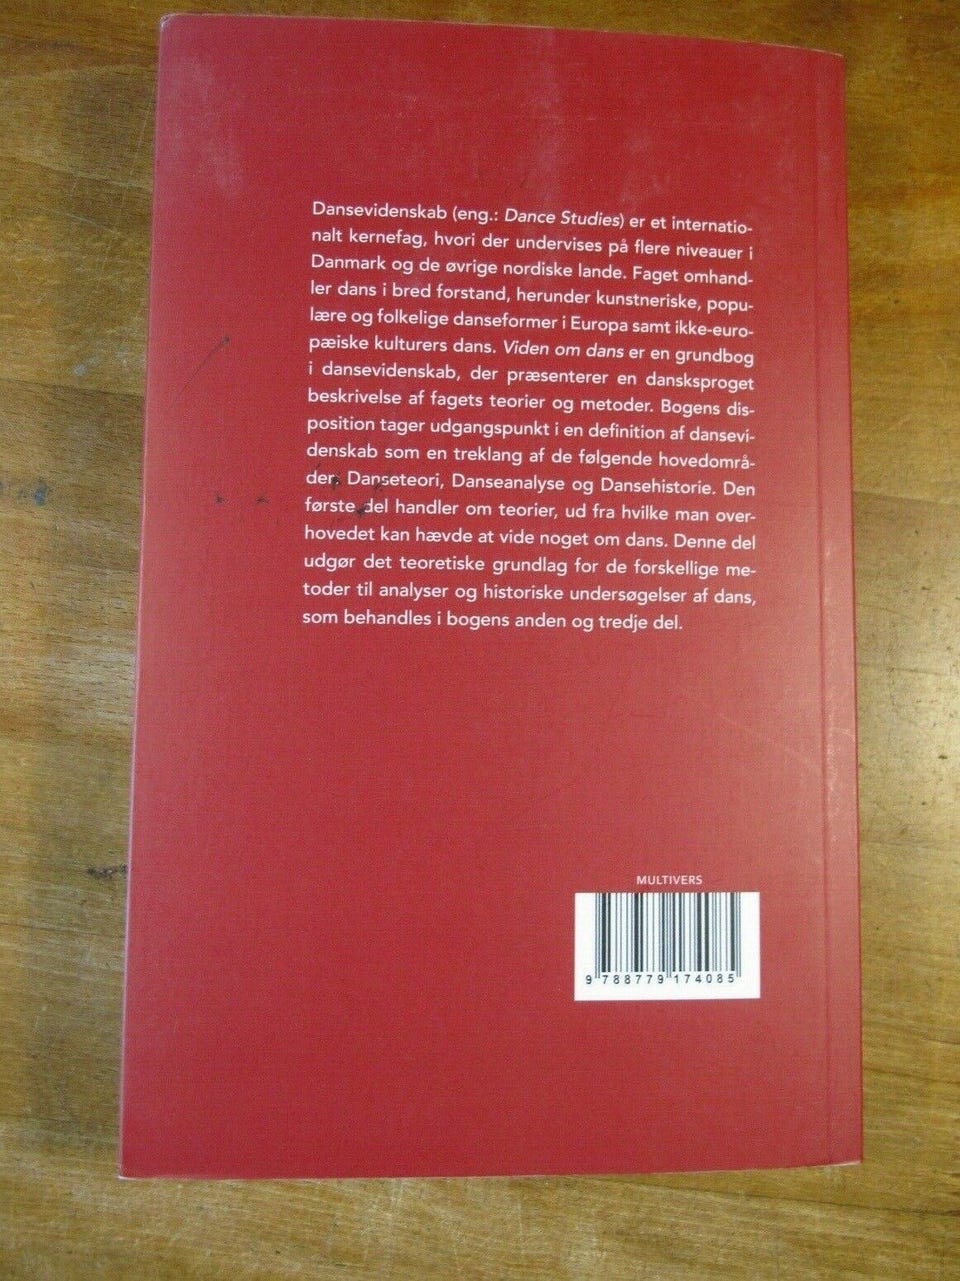 Dansevidenskab (eng.: Dance Studies) er et internatio-
nalt kernefag, hvori der undervises på flere niveauer i
Danmark og de øvrige nordiske lande. Faget omhand-
ler dans i bred forstand, herunder kunstneriske, popu-
lære og folkelige danseformer i Europa samt ikke-euro-
pæiske kulturers dans. Viden om dans er en grundbog
i dansevidenskab, der præsenterer en dansksproget
beskrivelse af fagets teorier og metoder. Bogens dis-
position tager udgangspunkt i en definition af dansevi-
denskab som en treklang af de følgende hovedområ-
der: Danseteori, Danseanalyse og Dansehistorie. Den
første del handler om teorier, ud fra hvilke man over-
hovedet kan hævde at vide noget om dans. Denne del
udgør det teoretiske grundlag for de forskellige me-
toder til analyser og historiske undersøgelser af dans,
som behandles i bogens anden og tredje del.
MULTIVERS
9 788779 174085